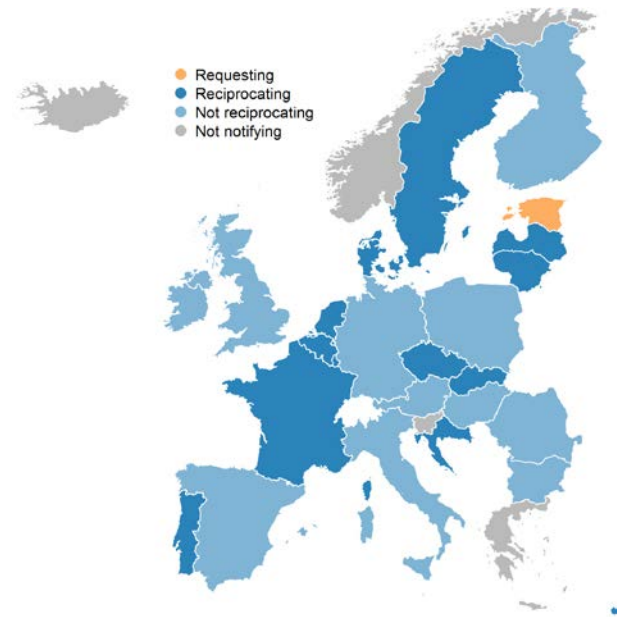 Requesting
Reciprocating
Not reciprocating
Not notifying